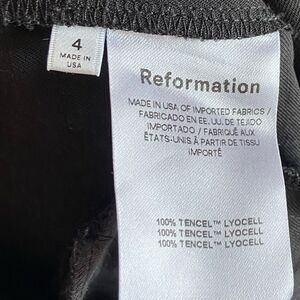 4
MADE IN
USA
Reformation
MADE IN USA OF IMPORTED FABRICS /
FABRICADO EN EE. UU. DE TEJIDO
IMPORTADO / FABRIQUÉ AUX
ÉTATS-UNIS À PARTIR DE TISSU
IMPORTÉ
100% TENCEL™ LYOCELL
100% TENCEL™ LYOCELL
100% TENCEL™ LYOCELL